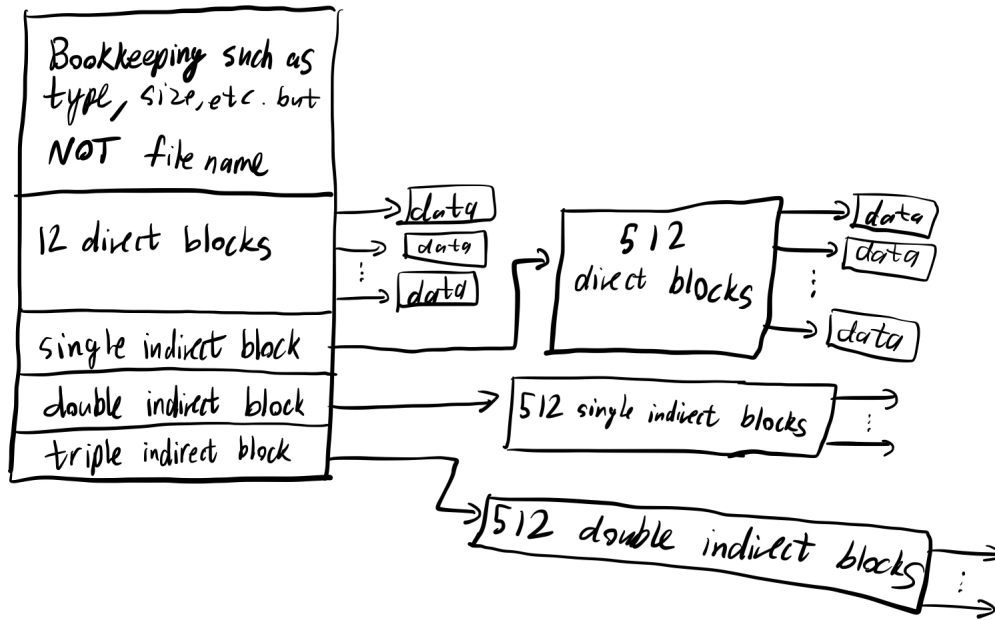 Bookkeeping such as
type, size, etc. but
NOT file name
12 direct blocks
data
data
data
single indirect block
double indirect block
triple indirect block
512
direct blocks
data
data
data
512 single indirect blocks
512 double indirect blocks